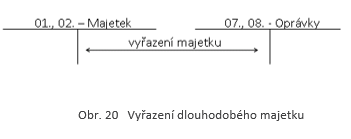 01., 02. – Majetek 07., 08. - Oprávky
vyřazení majetku
Obr. 20 Vyřazení dlouhodobého majetku